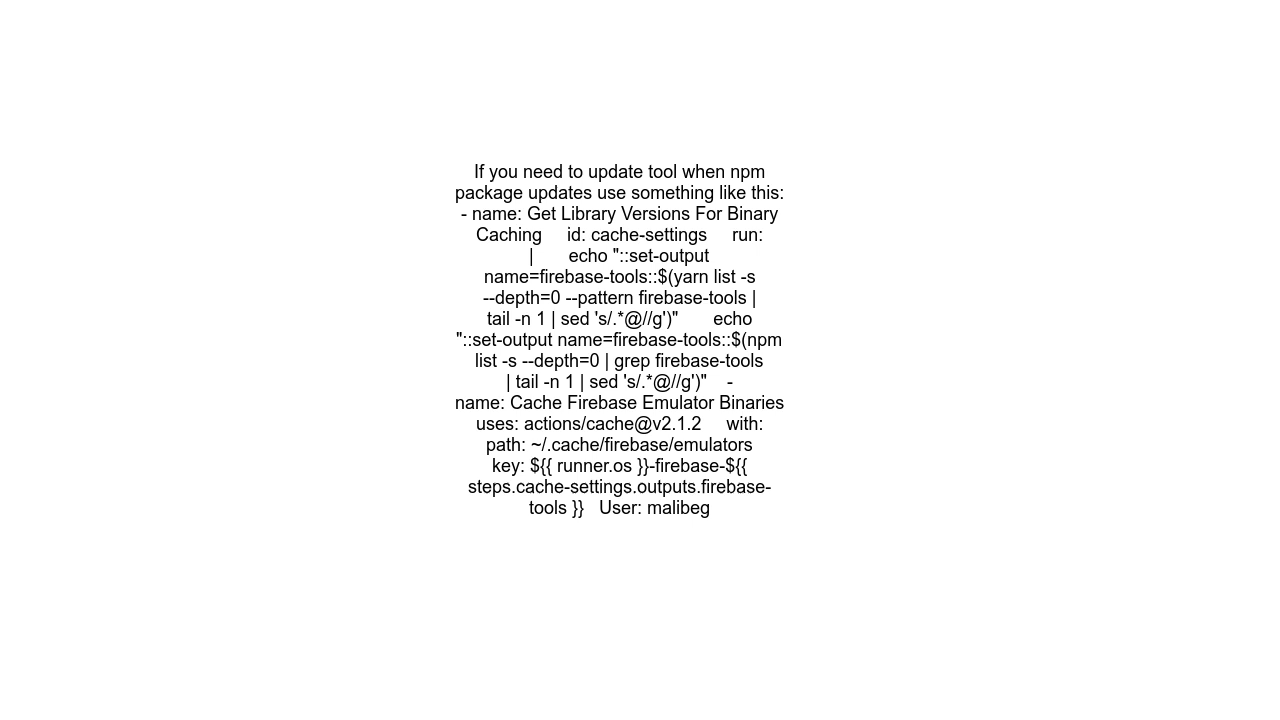 If you need to update tool when npm
package updates use something like this:
- name: Get Library Versions For Binary
Caching     id: cache-settings     run:
|       echo "::set-output
name=firebase-tools::$(yarn list -s
--depth=0 --pattern firebase-tools |
tail -n 1 | sed 's/.*@//g')"       echo
"::set-output name=firebase-tools::$(npm
list -s --depth=0 | grep firebase-tools
| tail -n 1 | sed 's/.*@//g')"    -
name: Cache Firebase Emulator Binaries
uses: actions/cache@v2.1.2     with:
path: ~/.cache/firebase/emulators
key: ${{ runner.os }}-firebase-${{
steps.cache-settings.outputs.firebase-
tools }}   User: malibeg